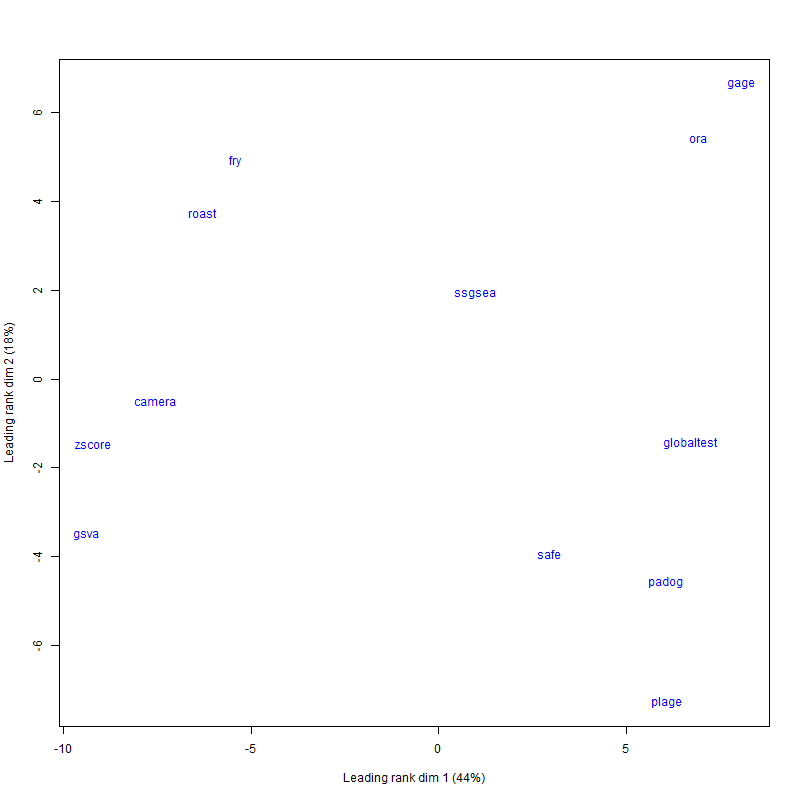 gage
6
ora
fry
4
roast
2
ssgsea
0
camera
zscore
globaltest
-2
gsva
-4
safe
padog
-6
plage
Leading rank dim 2 (18%)
-10
-5
0
5
Leading rank dim 1 (44%)